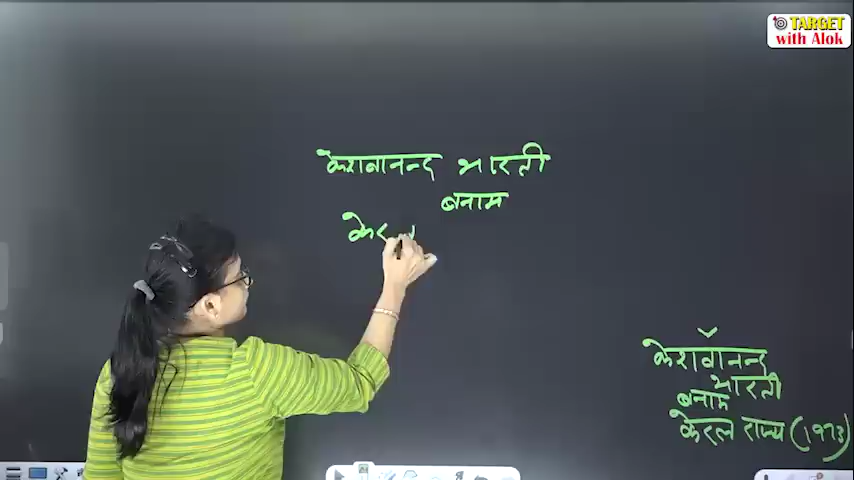 TARGET
with Alok
केशवानन्द भारती
बनाम
केर
केशवानन्द
भारती
बनाम
केरल राज्य (1973)